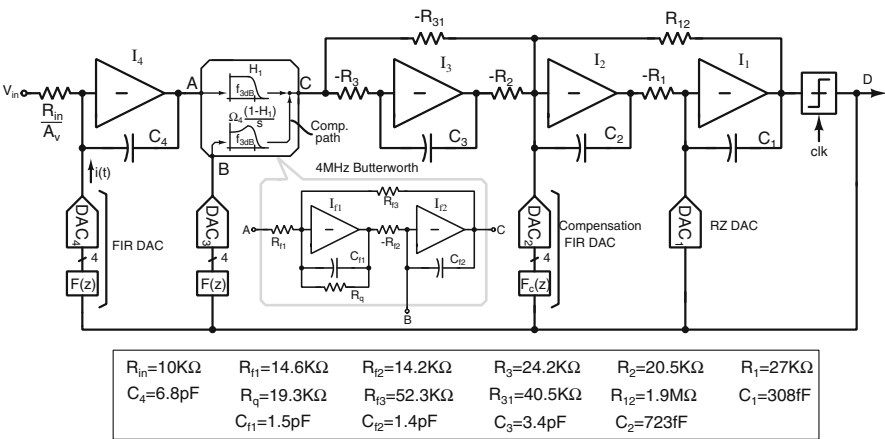 -R31
R12
I4
H1
I3
I2
I1
D
Vin
Rin
Av
A
f3dB
C
-R3
-R2
-R1
Ω4 (1-H1)
s
f3dB
Comp.
path
C4
C3
C2
C1
clk
B
i(t)
4MHz Butterworth
DAC4
FIR DAC
DAC3
If1
Rf3
If2
A
Rf1
-Rf2
C
Cf1
Cf2
Rq
B
DAC2
Compensation
FIR DAC
DAC1
RZ DAC
4
4
4
F(z)
F(z)
Fc(z)
Rin=10KΩ Rf1=14.6KΩ Rf2=14.2KΩ R3=24.2KΩ R2=20.5KΩ R1=27KΩ
C4=6.8pF Rq=19.3KΩ Rf3=52.3KΩ R31=40.5KΩ R12=1.9MΩ C1=308fF
Cf1=1.5pF Cf2=1.4pF C3=3.4pF C2=723fF